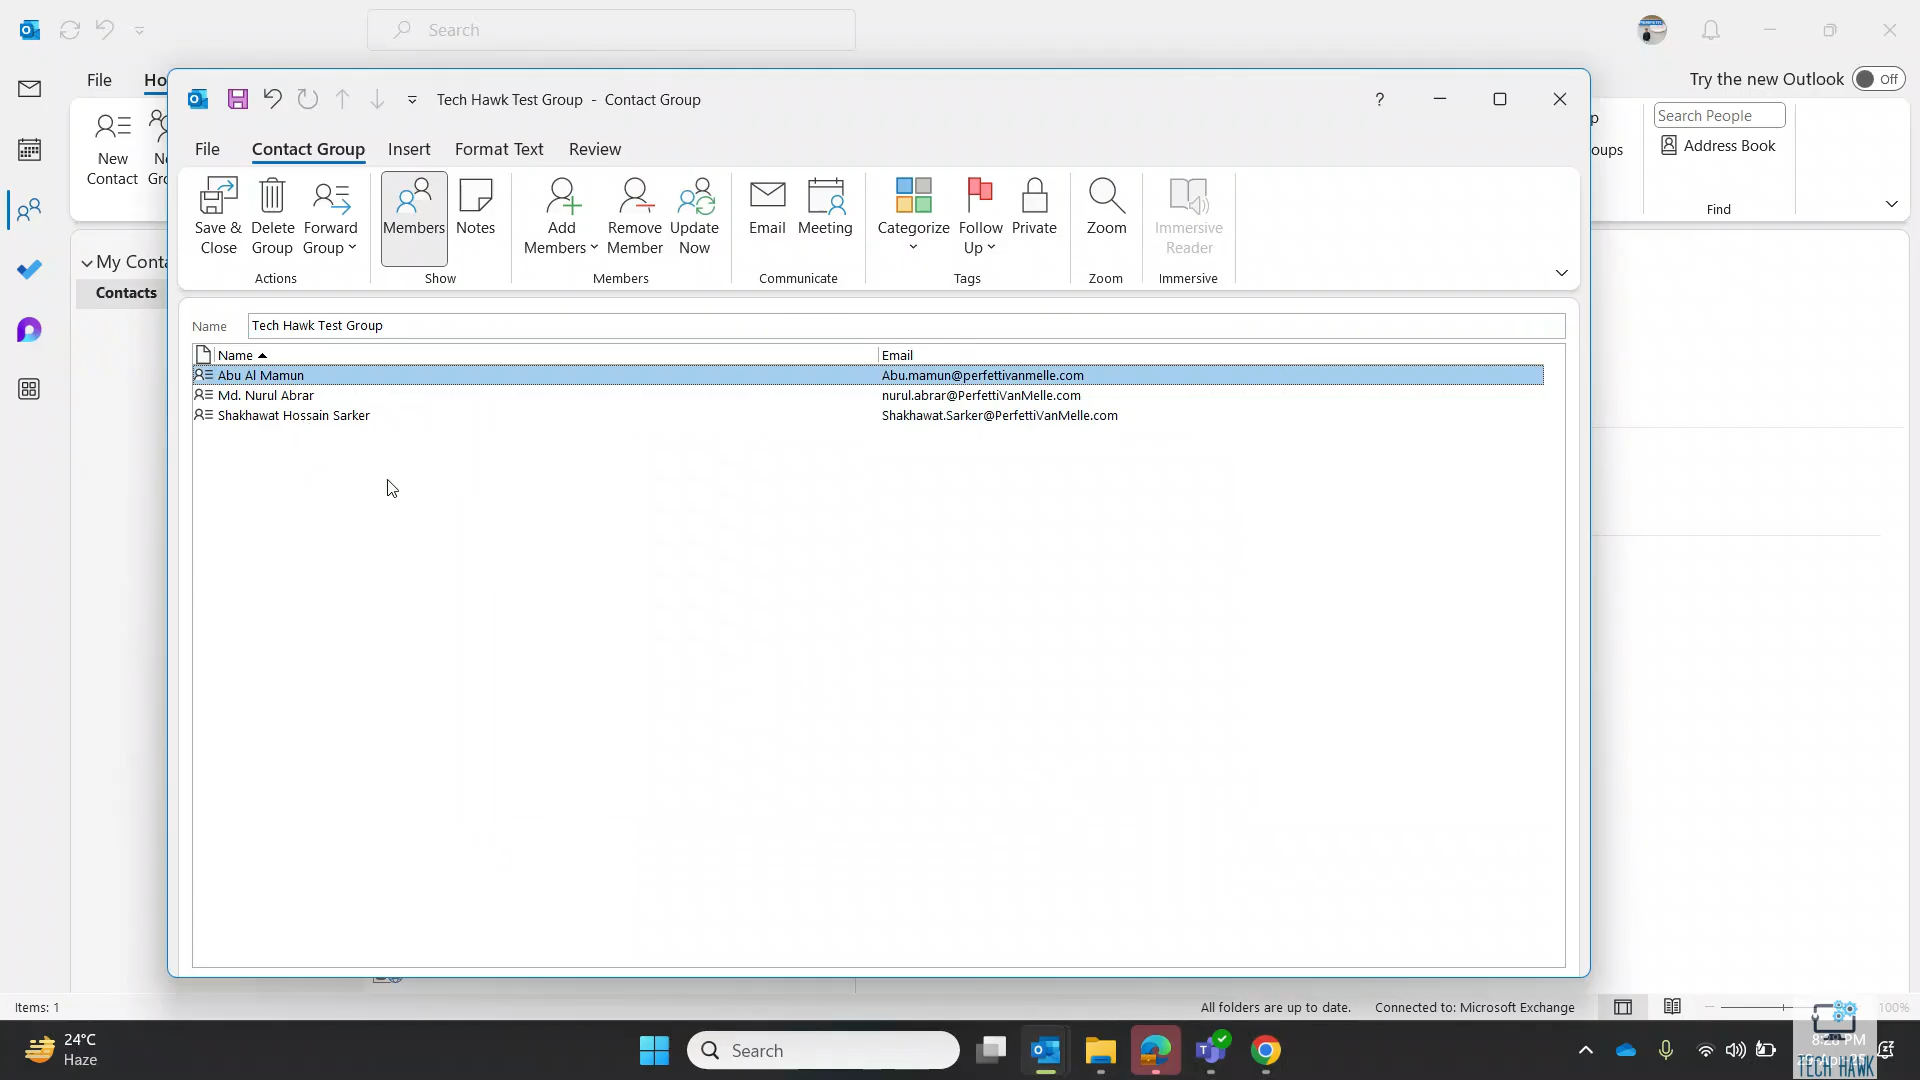 Search
File
Ho
Try the new Outlook
Off
Tech Hawk Test Group - Contact Group
?
New
Contact
Search People
Address Book
p
oups
Find
File
Contact Group
Insert
Format Text
Review
Save &
Close
Delete
Group
Forward
Group
Actions
Members
Notes
Show
Add
Members
Remove
Member
Update
Now
Members
Email
Meeting
Communicate
Categorize
Follow
Up
Private
Tags
Zoom
Zoom
Immersive
Reader
Immersive
My Conta
Contacts
Name
Tech Hawk Test Group
Name
Email
Abu Al Mamun
Abu.mamun@perfettivanmelle.com
Md. Nurul Abrar
nurul.abrar@PerfettiVanMelle.com
Shakhawat Hossain Sarker
Shakhawat.Sarker@PerfettiVanMelle.com
Items: 1
All folders are up to date.
Connected to: Microsoft Exchange
100%
24°C
Haze
Search
8:28 PM
TECH HAWK